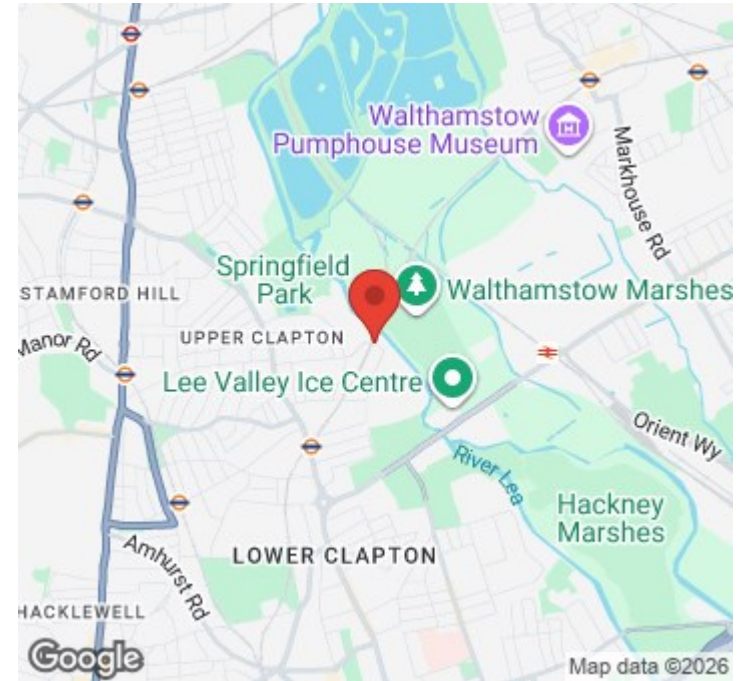 Walthamstow
Pumphouse Museum
Markhouse Rd
Springfield
Park
Walthamstow Marshes
STAMFORD HILL
UPPER CLAPTON
Manor Rd
Lee Valley Ice Centre
Orient Wy
River Lea
Hackney
Marshes
Amhurst Rd
LOWER CLAPTON
HACKLEWELL
Google
Map data ©2026